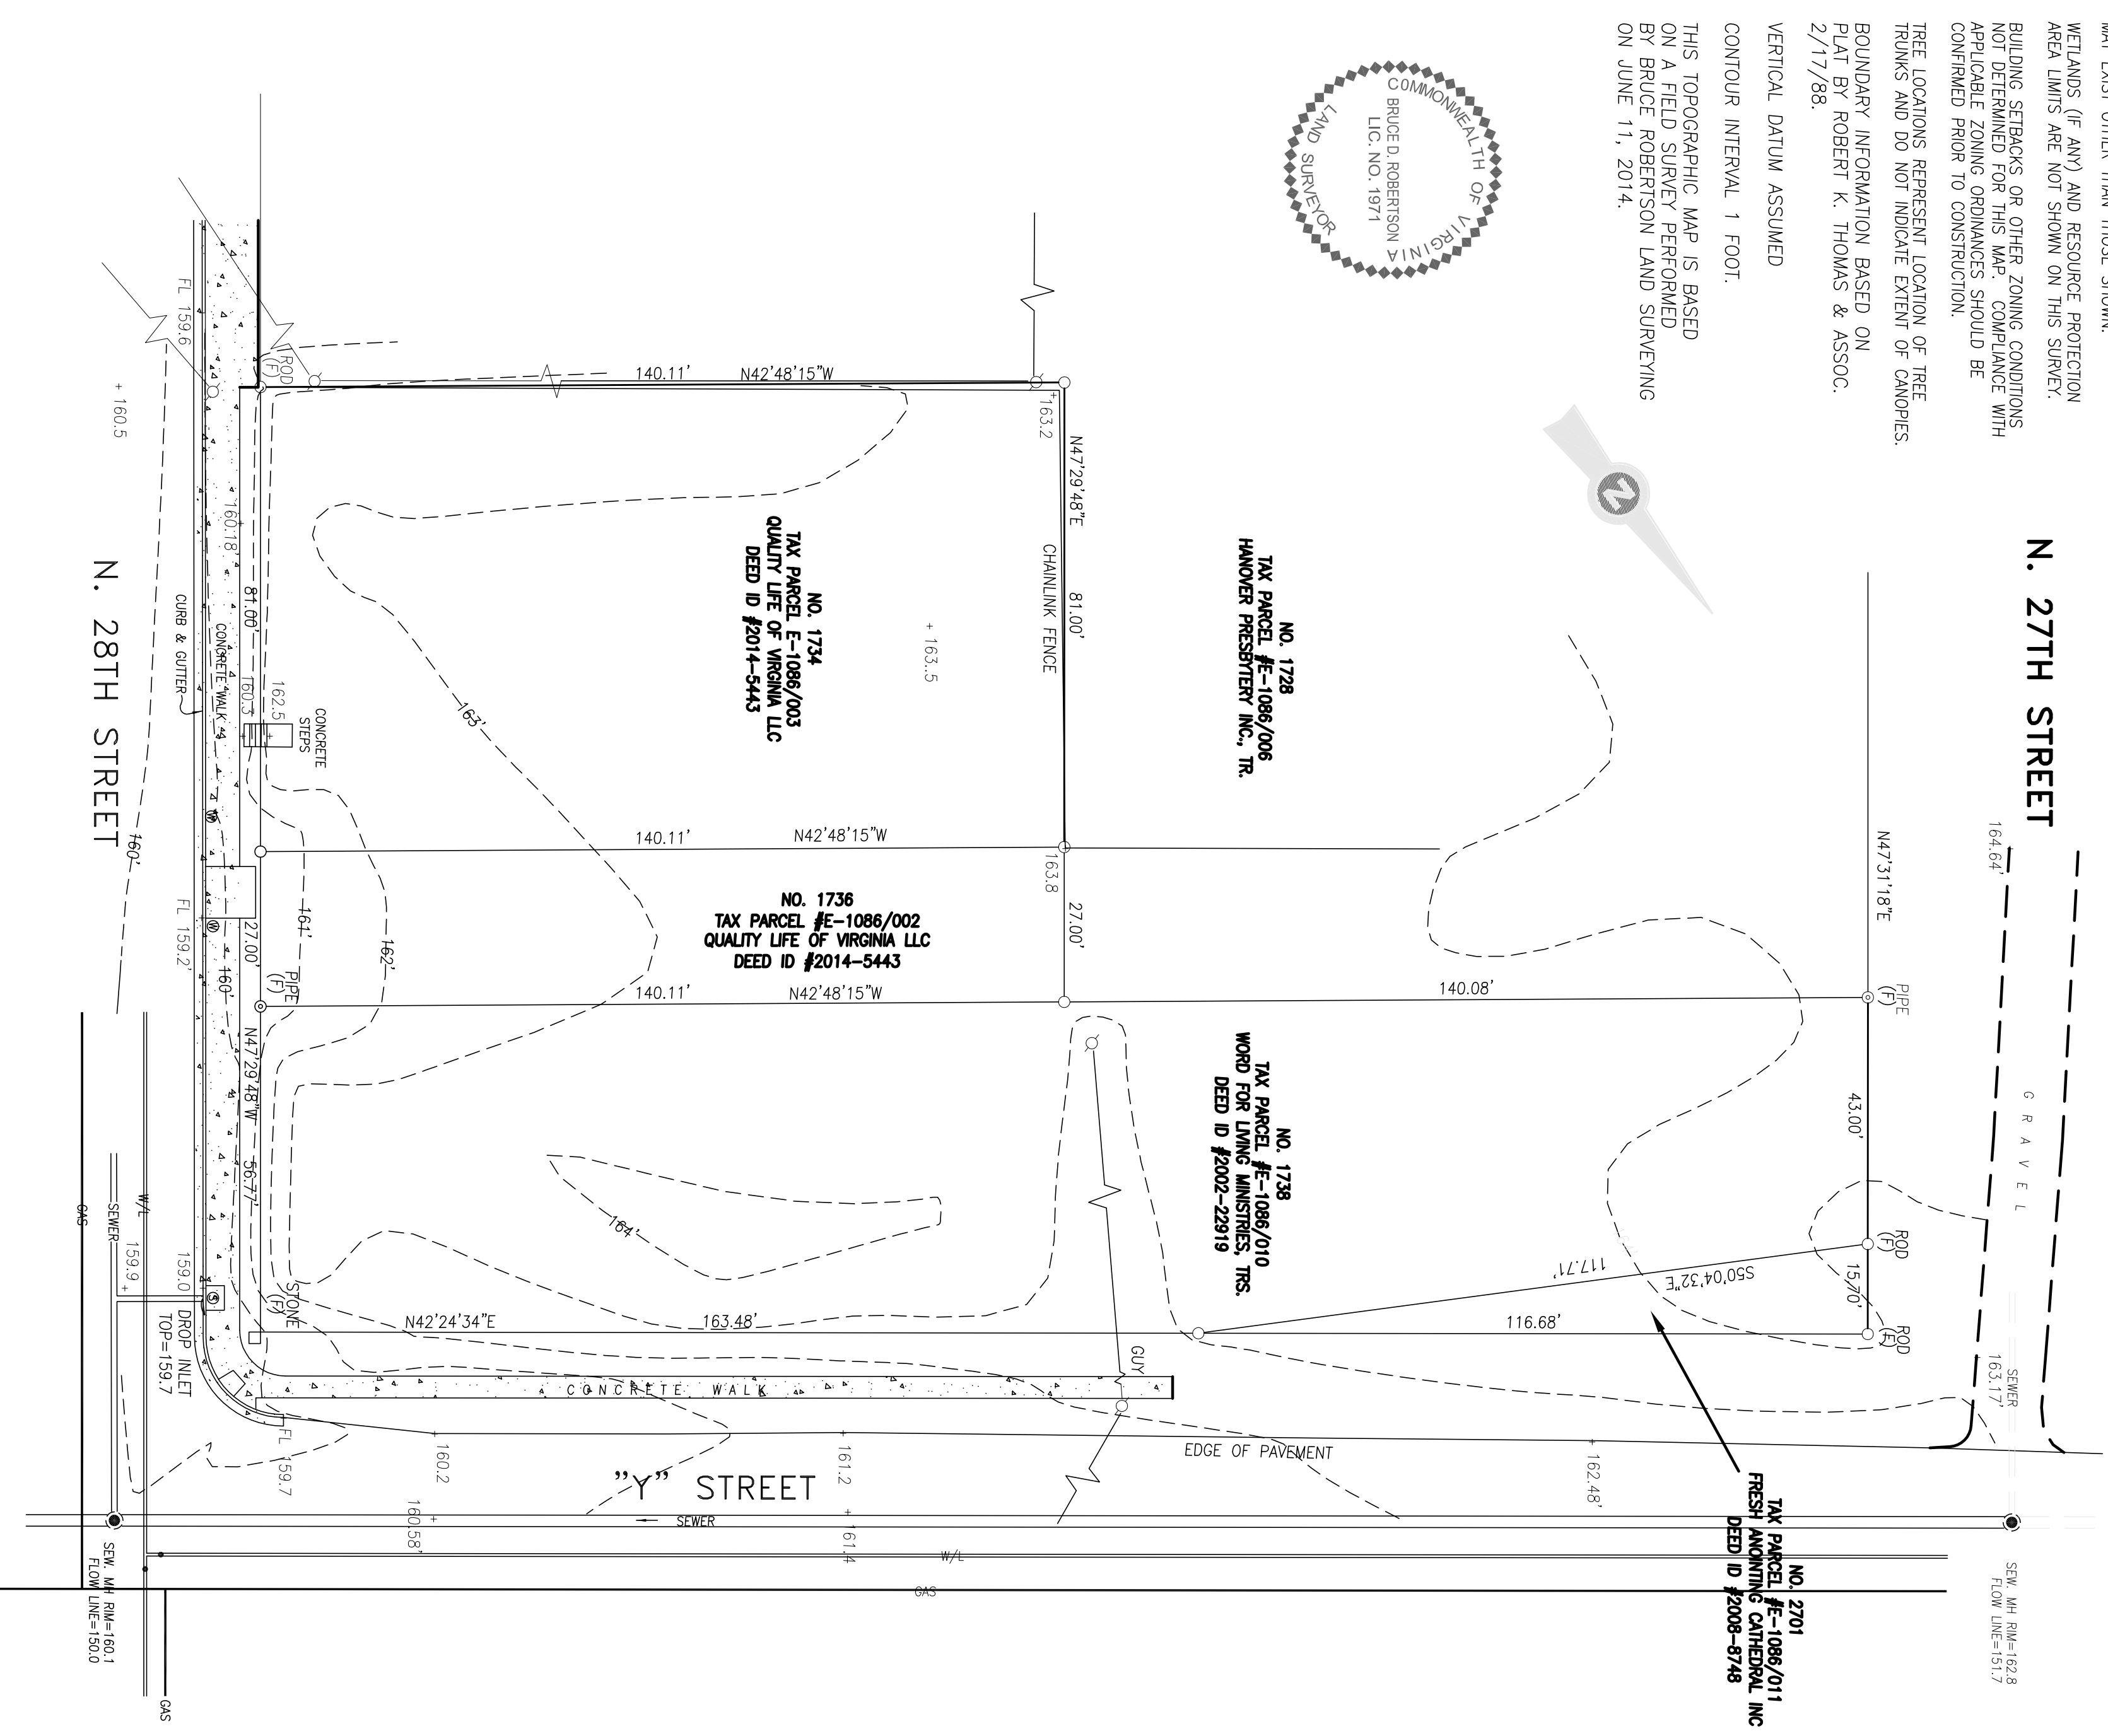 MAY EXIST OTHER THAN THOSE SHOWN.
WETLANDS (IF ANY) AND RESOURCE PROTECTION
AREA LIMITS ARE NOT SHOWN ON THIS SURVEY.
BUILDING SETBACKS OR OTHER ZONING CONDITIONS
NOT DETERMINED FOR THIS MAP. COMPLIANCE WITH
APPLICABLE ZONING ORDINANCES SHOULD BE
CONFIRMED PRIOR TO CONSTRUCTION.
TREE LOCATIONS REPRESENT LOCATION OF TREE
TRUNKS AND DO NOT INDICATE EXTENT OF CANOPIES.
BOUNDARY INFORMATION BASED ON
PLAT BY ROBERT K. THOMAS & ASSOC.
2/17/88.
VERTICAL DATUM ASSUMED
CONTOUR INTERVAL 1 FOOT.
THIS TOPOGRAPHIC MAP IS BASED
ON A FIELD SURVEY PERFORMED
BY BRUCE ROBERTSON LAND SURVEYING
ON JUNE 11, 2014.
COMMONWEALTH OF VIRGINIA
BRUCE D. ROBERTSON
LIC. NO. 1971
LAND SURVEYOR
N
N. 27TH STREET
164.64'
N47'31'18"E
PIPE
(F)
GRAVEL
43.00'
ROD
(F)
15.70'
ROD
(F)
163.17'
SEWER
SEW. MH RIM=162.8
FLOW LINE=151.7
NO. 1728
TAX PARCEL #E-1086/006
HANOVER PRESBYTERY INC., TR.
140.11'
N42'48'15"W
163.2
N47'29'48"E
81.00'
CHAINLINK FENCE
NO. 1734
TAX PARCEL E-1086/003
QUALITY LIFE OF VIRGINIA LLC
DEED ID #2014-5443
+ 163.5
163'
140.11'
N42'48'15"W
163.8
27.00'
NO. 1736
TAX PARCEL #E-1086/002
QUALITY LIFE OF VIRGINIA LLC
DEED ID #2014-5443
140.11'
N42'48'15"W
140.08'
NO. 1738
TAX PARCEL #E-1086/010
WORD FOR LIVING MINISTRIES, TRS.
DEED ID #2002-22919
S50'04'32"E
117.71'
116.68'
164'
N42'24'34"E
163.48'
GUY
CONCRETE WALK
EDGE OF PAVEMENT
160.2
161.2
162.48'
"Y" STREET
160.58'
161.4
SEWER
W/L
GAS
NO. 2701
TAX PARCEL #E-1086/011
FRESH ANOINTING CATHEDRAL INC
DEED ID #2008-8748
ROD
(F)
FL 159.6
+ 160.5
160.18'
81.00'
CONCRETE WALK
CURB & GUTTER
160.3
162.5
CONCRETE
STEPS
N. 28TH STREET
160'
W
W
FL 159.2'
27.00'
161'
162'
160'
PIPE
(F)
N47'29'48"W
56.77'
W/L
SEWER
GAS
159.9
159.0
S
STONE
(F)
DROP INLET
TOP=159.7
FL 159.7
SEW. MH RIM=160.1
FLOW LINE=150.0
GAS